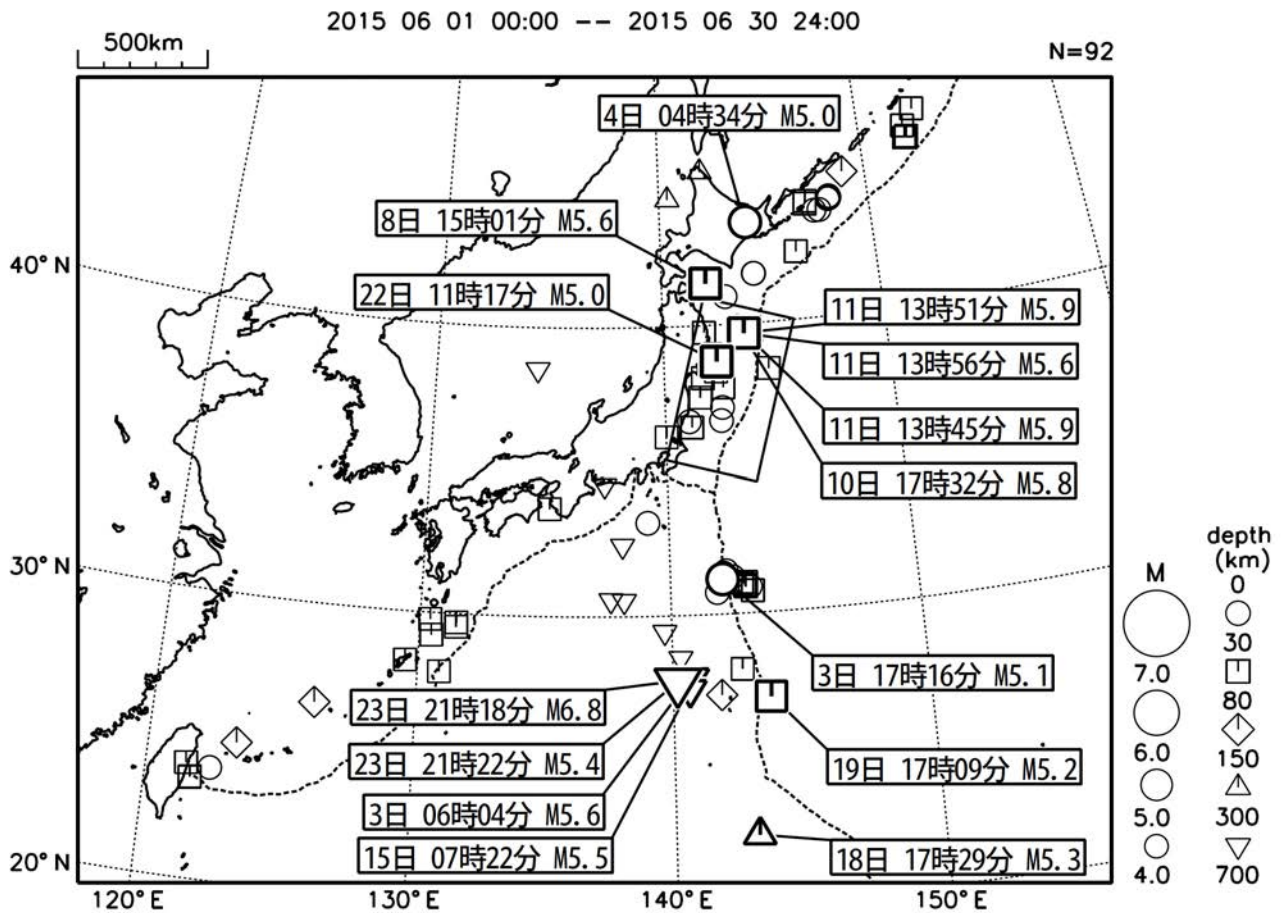 2015 06 01 00:00 -- 2015 06 30 24:00
500km
N=92
4日 04時34分 M5.0
8日 15時01分 M5.6
22日 11時17分 M5.0
11日 13時51分 M5.9
11日 13時56分 M5.6
11日 13時45分 M5.9
10日 17時32分 M5.8
3日 17時16分 M5.1
23日 21時18分 M6.8
23日 21時22分 M5.4
3日 06時04分 M5.6
15日 07時22分 M5.5
19日 17時09分 M5.2
18日 17時29分 M5.3
40°N
30°N
20°N
120°E
130°E
140°E
150°E
M
7.0
6.0
5.0
4.0
depth
(km)
0
30
80
150
300
700